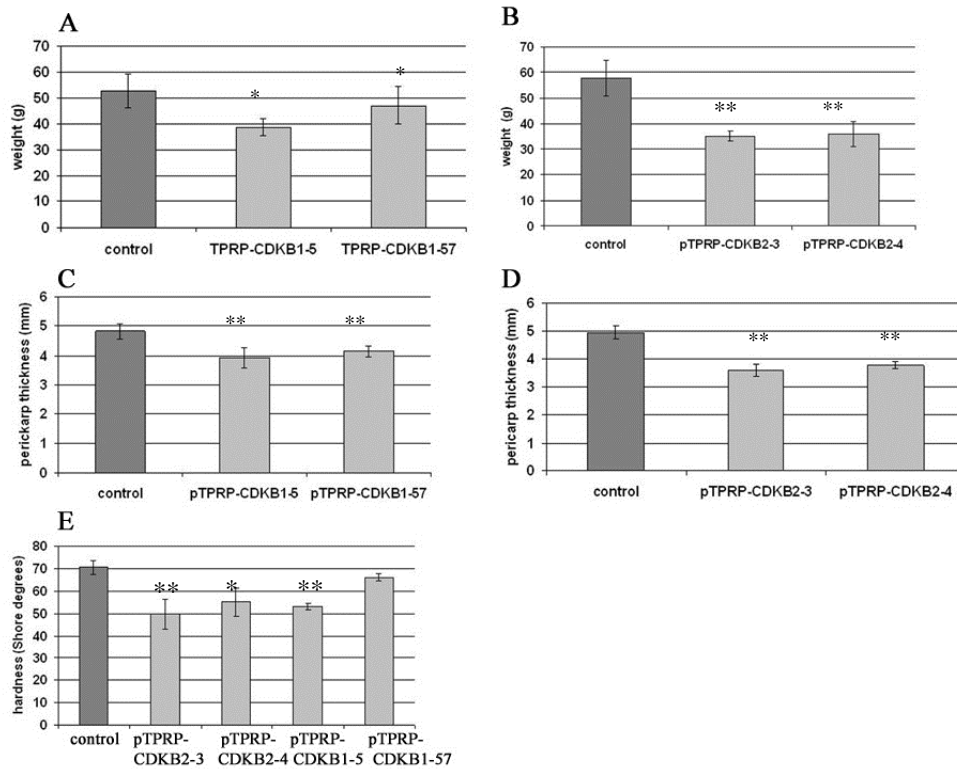 A
70
60
50
40
30
20
10
0
weight (g)
*
*
control
TPRP-CDKB1-5
TPRP-CDKB1-57
B
70
60
50
40
30
20
10
0
weight (g)
**
**
control
pTPRP-CDKB2-3
pTPRP-CDKB2-4
C
6
5
4
3
2
1
0
perickarp thickness (mm)
**
**
control
pTPRP-CDKB1-5
pTPRP-CDKB1-57
D
6
5
4
3
2
1
0
pericarp thickness (mm)
**
**
control
pTPRP-CDKB2-3
pTPRP-CDKB2-4
E
80
70
60
50
40
30
20
10
0
hardness (Shore degrees)
**
*
**
control
pTPRP-
CDKB2-3
pTPRP-
CDKB2-4
pTPRP-
CDKB1-5
pTPRP-
CDKB1-57